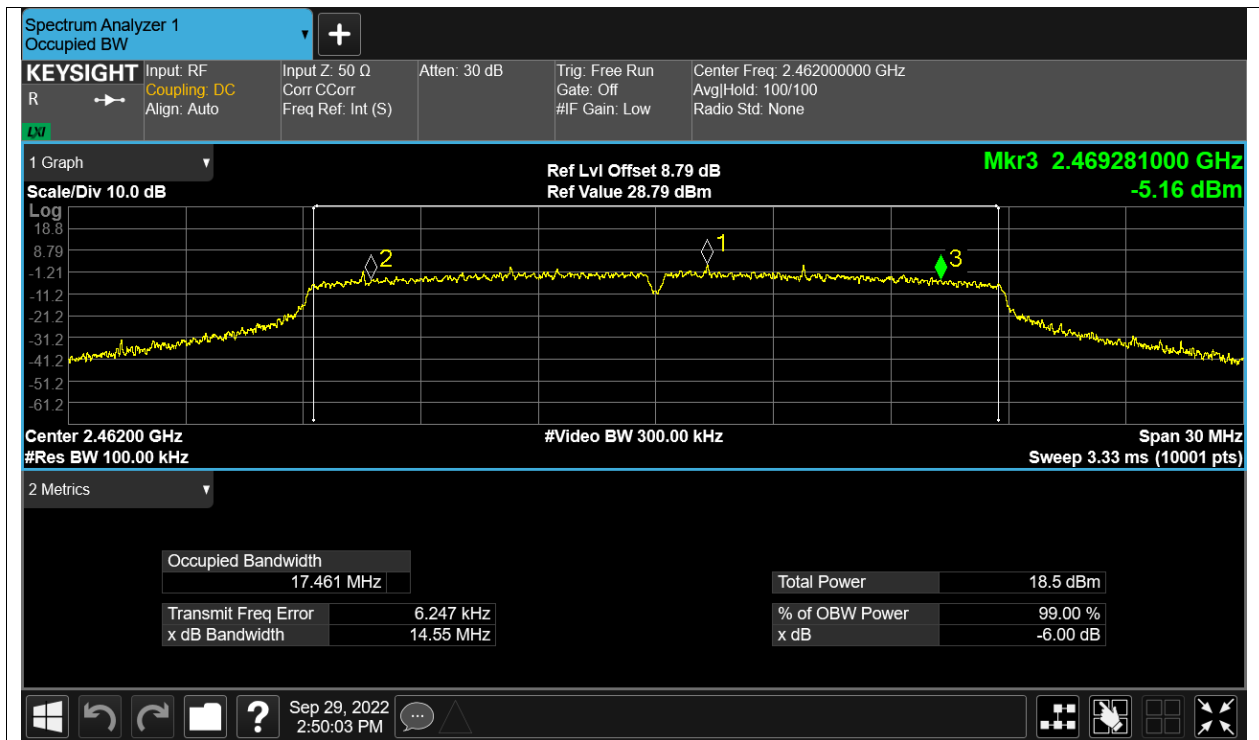 Spectrum Analyzer 1
Occupied BW
KEYSIGHT
R
LXI
Input: RF
Coupling: DC
Align: Auto
Input Z: 50 Ω
Corr CCorr
Freq Ref: Int (S)
Atten: 30 dB
Trig: Free Run
Gate: Off
#IF Gain: Low
Center Freq: 2.462000000 GHz
Avg|Hold: 100/100
Radio Std: None
1 Graph
Scale/Div 10.0 dB
Ref Lvl Offset 8.79 dB
Ref Value 28.79 dBm
Mkr3 2.469281000 GHz
-5.16 dBm
Log
18.8
8.79
-1.21
-11.2
-21.2
-31.2
-41.2
-51.2
-61.2
2
1
3
Center 2.46200 GHz
#Res BW 100.00 kHz
#Video BW 300.00 kHz
Span 30 MHz
Sweep 3.33 ms (10001 pts)
2 Metrics
Occupied Bandwidth
17.461 MHz
Transmit Freq Error 6.247 kHz
x dB Bandwidth 14.55 MHz
Total Power 18.5 dBm
% of OBW Power 99.00 %
x dB -6.00 dB
?
Sep 29, 2022
2:50:03 PM